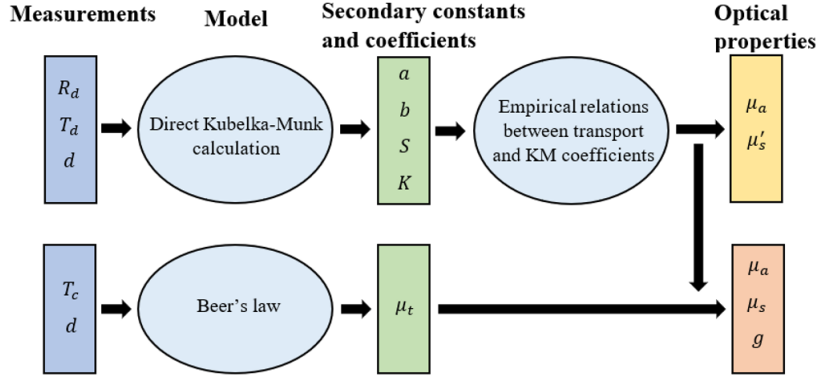 Measurements
Model
Secondary constants
and coefficients
Optical
properties
R_d
T_d
d
Direct Kubelka-Munk
calculation
a
b
S
K
Empirical relations
between transport
and KM coefficients
μ_a
μ_s′
T_c
d
Beer's law
μ_t
μ_a
μ_s
g